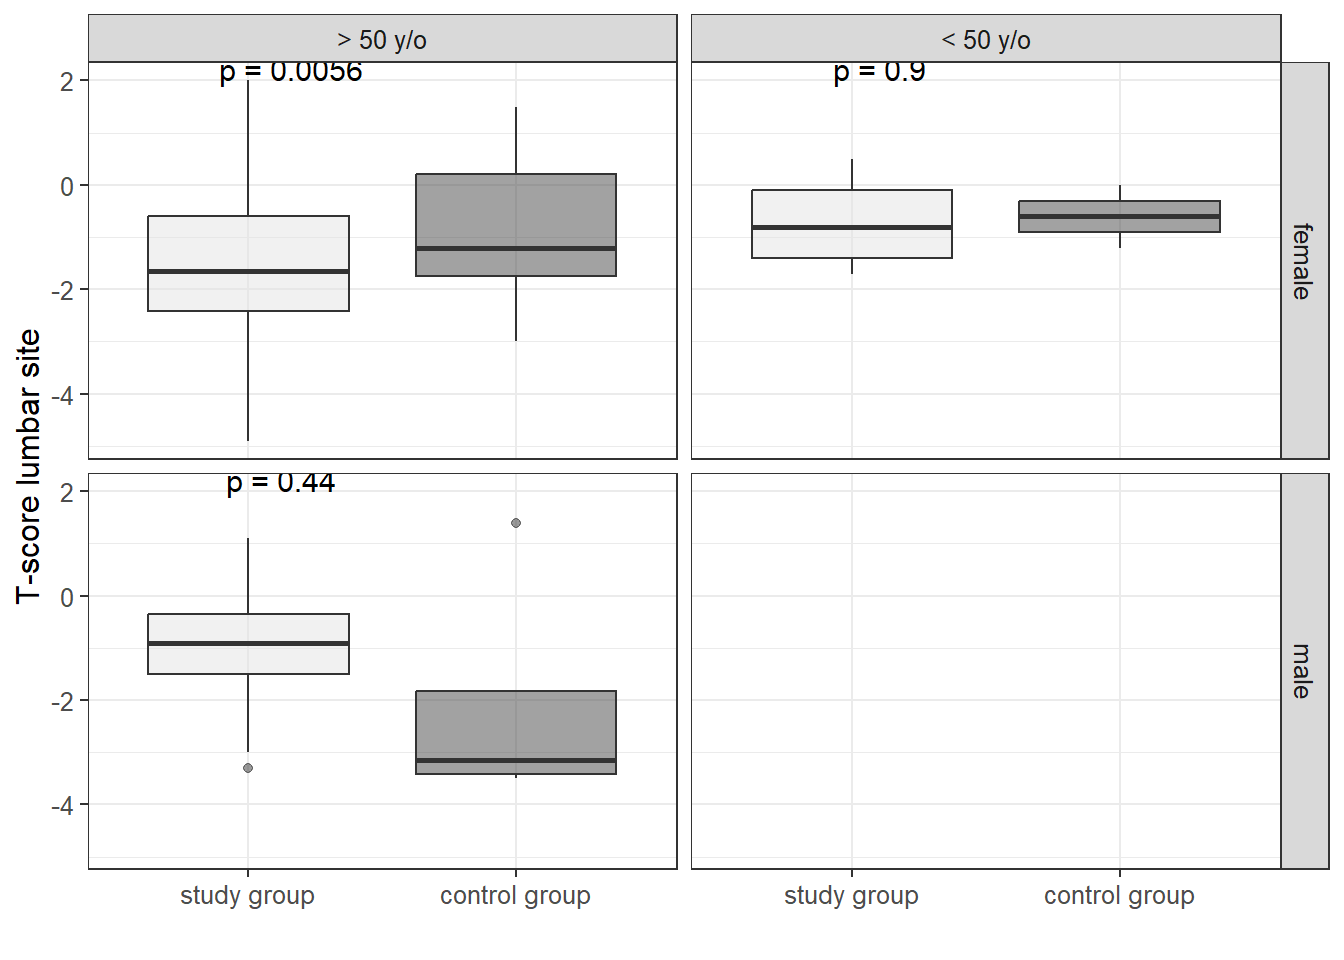 > 50 y/o
< 50 y/o
p = 0.0056
p = 0.9
2
0
-2
-4
female
T-score lumbar site
p = 0.44
2
0
-2
-4
male
study group
control group
study group
control group